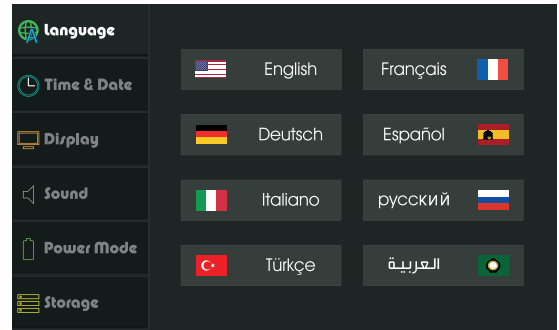 Language
Time & Date
Display
Sound
Power Mode
Storage
English
Français
Deutsch
Español
Italiano
русский
Türkçe
العربية